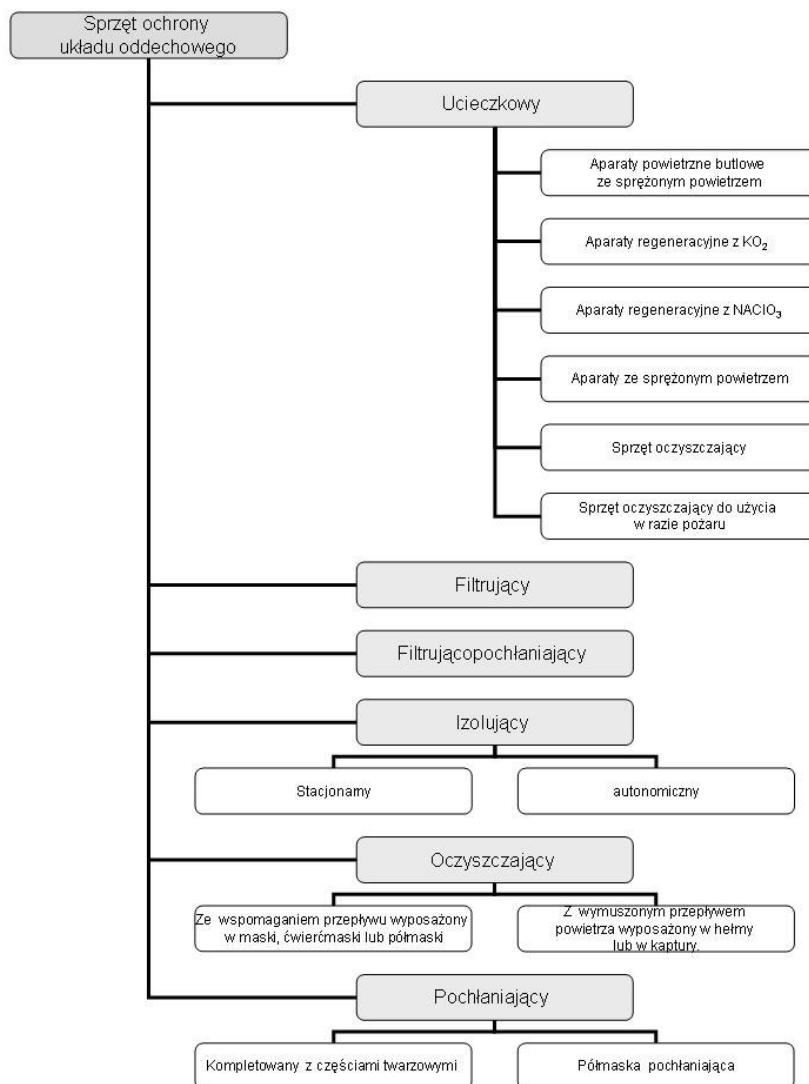 Sprzęt ochrony
układu oddechowego
Ucieczkowy
Aparaty powietrzne butlowe
ze sprężonym powietrzem
Aparaty regeneracyjne z KO₂
Aparaty regeneracyjne z NAClO₃
Aparaty ze sprężonym powietrzem
Sprzęt oczyszczający
Sprzęt oczyszczający do użycia
w razie pożaru
Filtrujący
Filtrującopochłaniający
Izolujący
Stacjonarny
autonomiczny
Oczyszczający
Ze wspomaganiem przepływu wyposażony
w maski, ćwierćmaski lub półmaski
Z wymuszonym przepływem
powietrza wyposażony w hełmy
lub w kaptury.
Pochłaniający
Kompletowany z częściami twarzowymi
Półmaska pochłaniająca